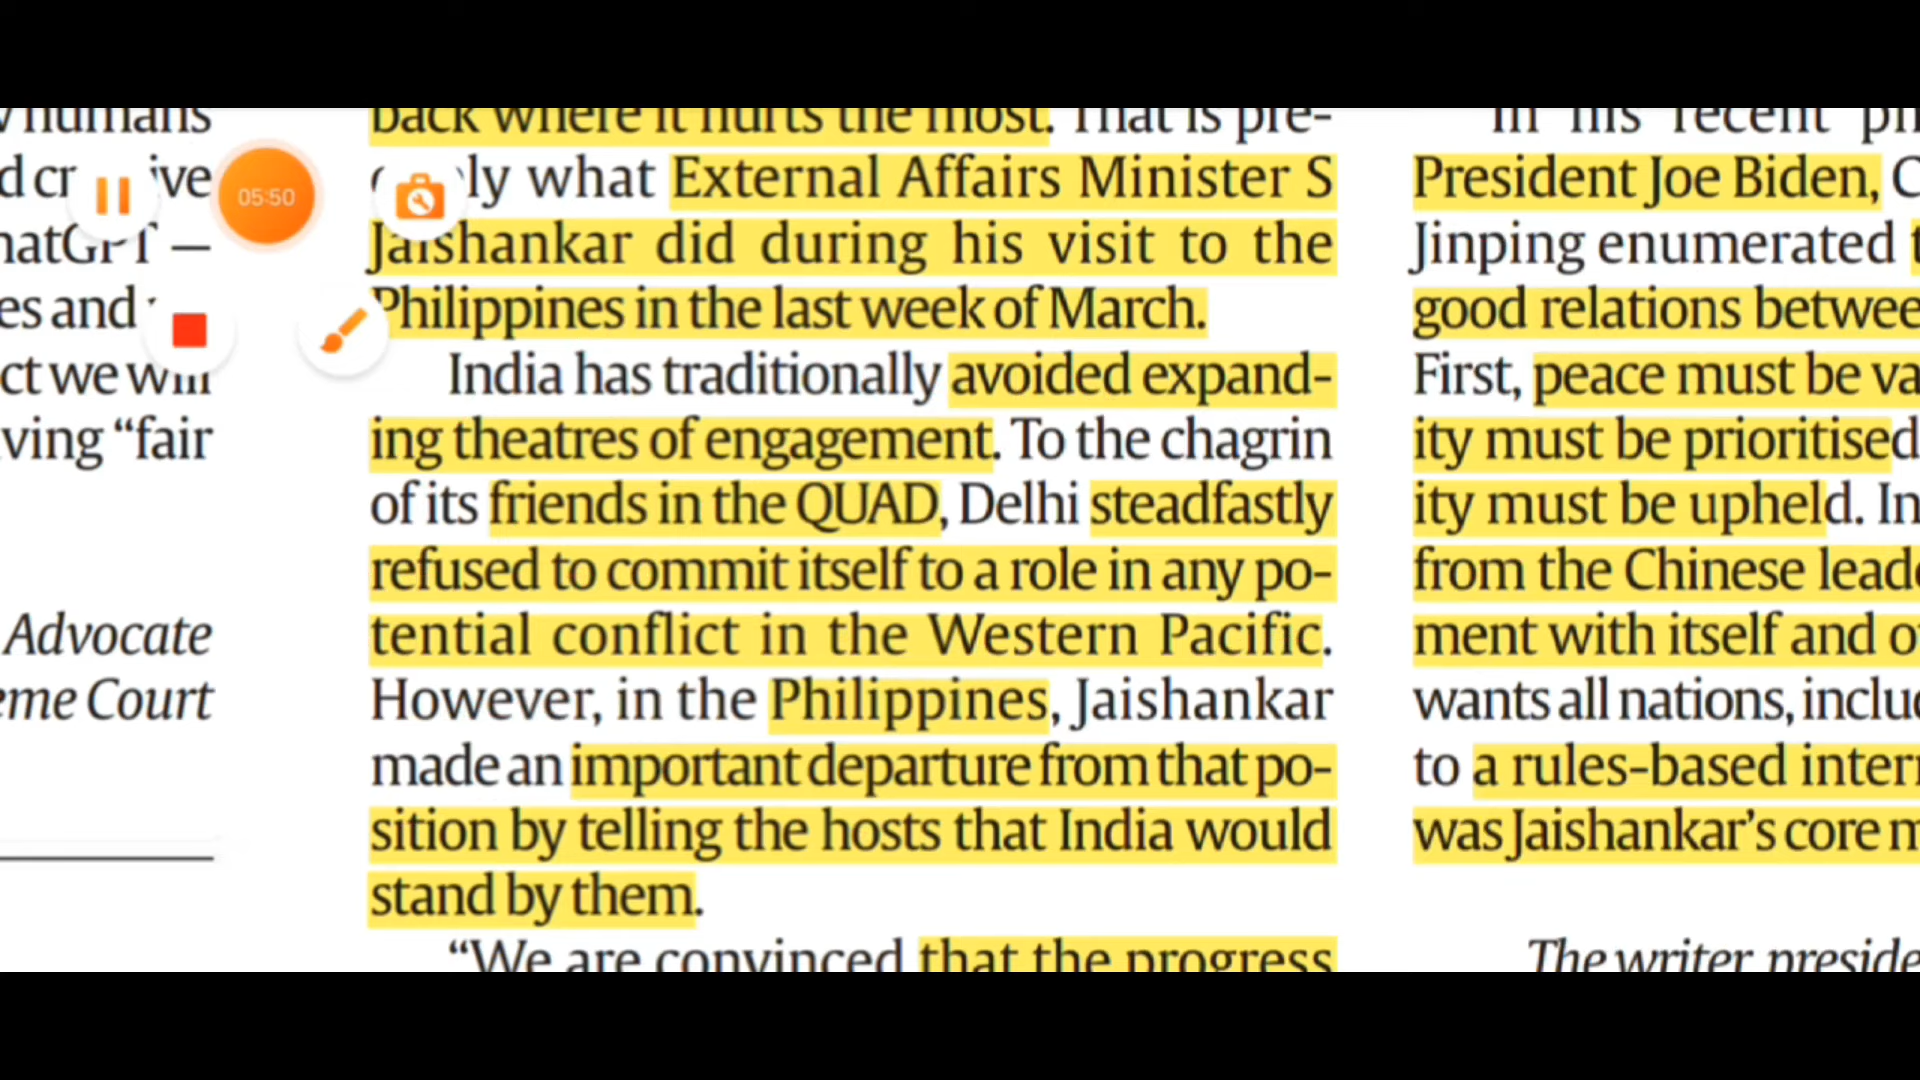 humans
d cr ive
hatGPT —
es and
ct we will
ving “fair
Advocate
eme Court
05:50
back where it hurts the most. That is pre-
ly what External Affairs Minister S
Jaishankar did during his visit to the
Philippines in the last week of March.
India has traditionally avoided expand-
ing theatres of engagement. To the chagrin
of its friends in the QUAD, Delhi steadfastly
refused to commit itself to a role in any po-
tential conflict in the Western Pacific.
However, in the Philippines, Jaishankar
made an important departure from that po-
sition by telling the hosts that India would
stand by them.
“We are convinced that the progress
In his recent ph
President Joe Biden, C
Jinping enumerated t
good relations betwee
First, peace must be va
ity must be prioritised
ity must be upheld. In
from the Chinese leade
ment with itself and o
wants all nations, inclu
to a rules-based intern
was Jaishankar’s core m
The writer, preside